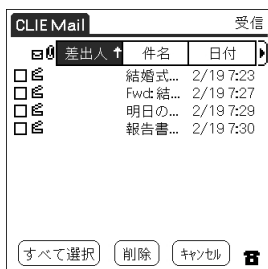 CLIE Mail 受信
差出人 件名 日付
結婚式... 2/19 7:23
Fwd: 結... 2/19 7:27
明日の... 2/19 7:29
報告書... 2/19 7:30
すべて選択 削除 キャンセル